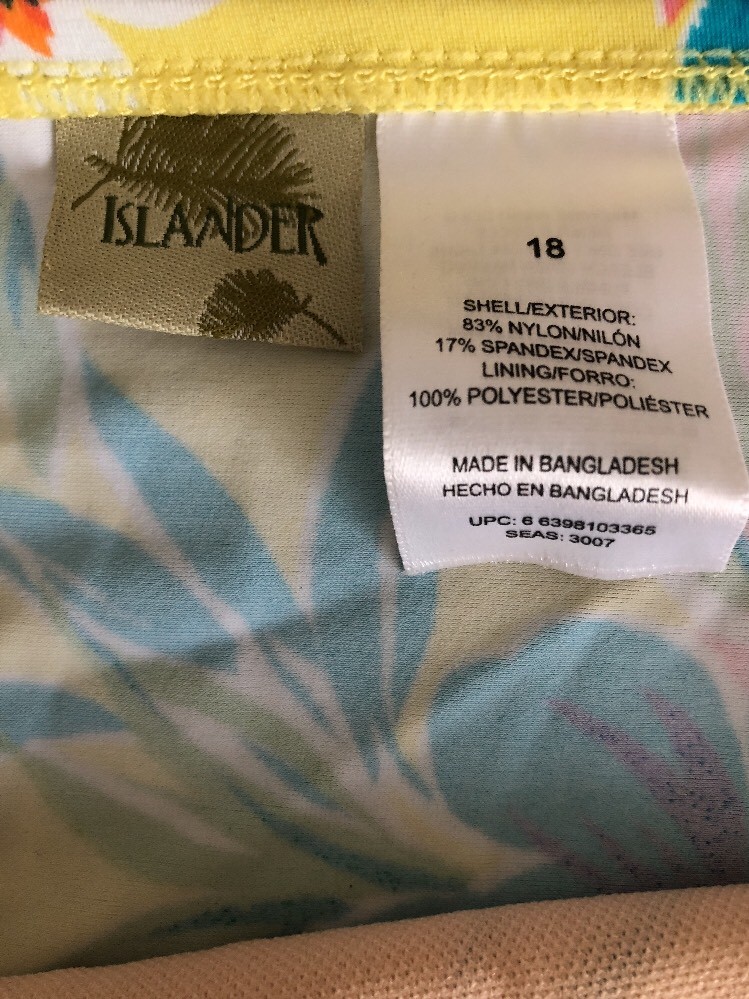 ISLANDER
18
SHELL/EXTERIOR:
83% NYLON/NILÓN
17% SPANDEX/SPANDEX
LINING/FORRO:
100% POLYESTER/POLIÉSTER
MADE IN BANGLADESH
HECHO EN BANGLADESH
UPC: 6 6398103365
SEAS: 3007